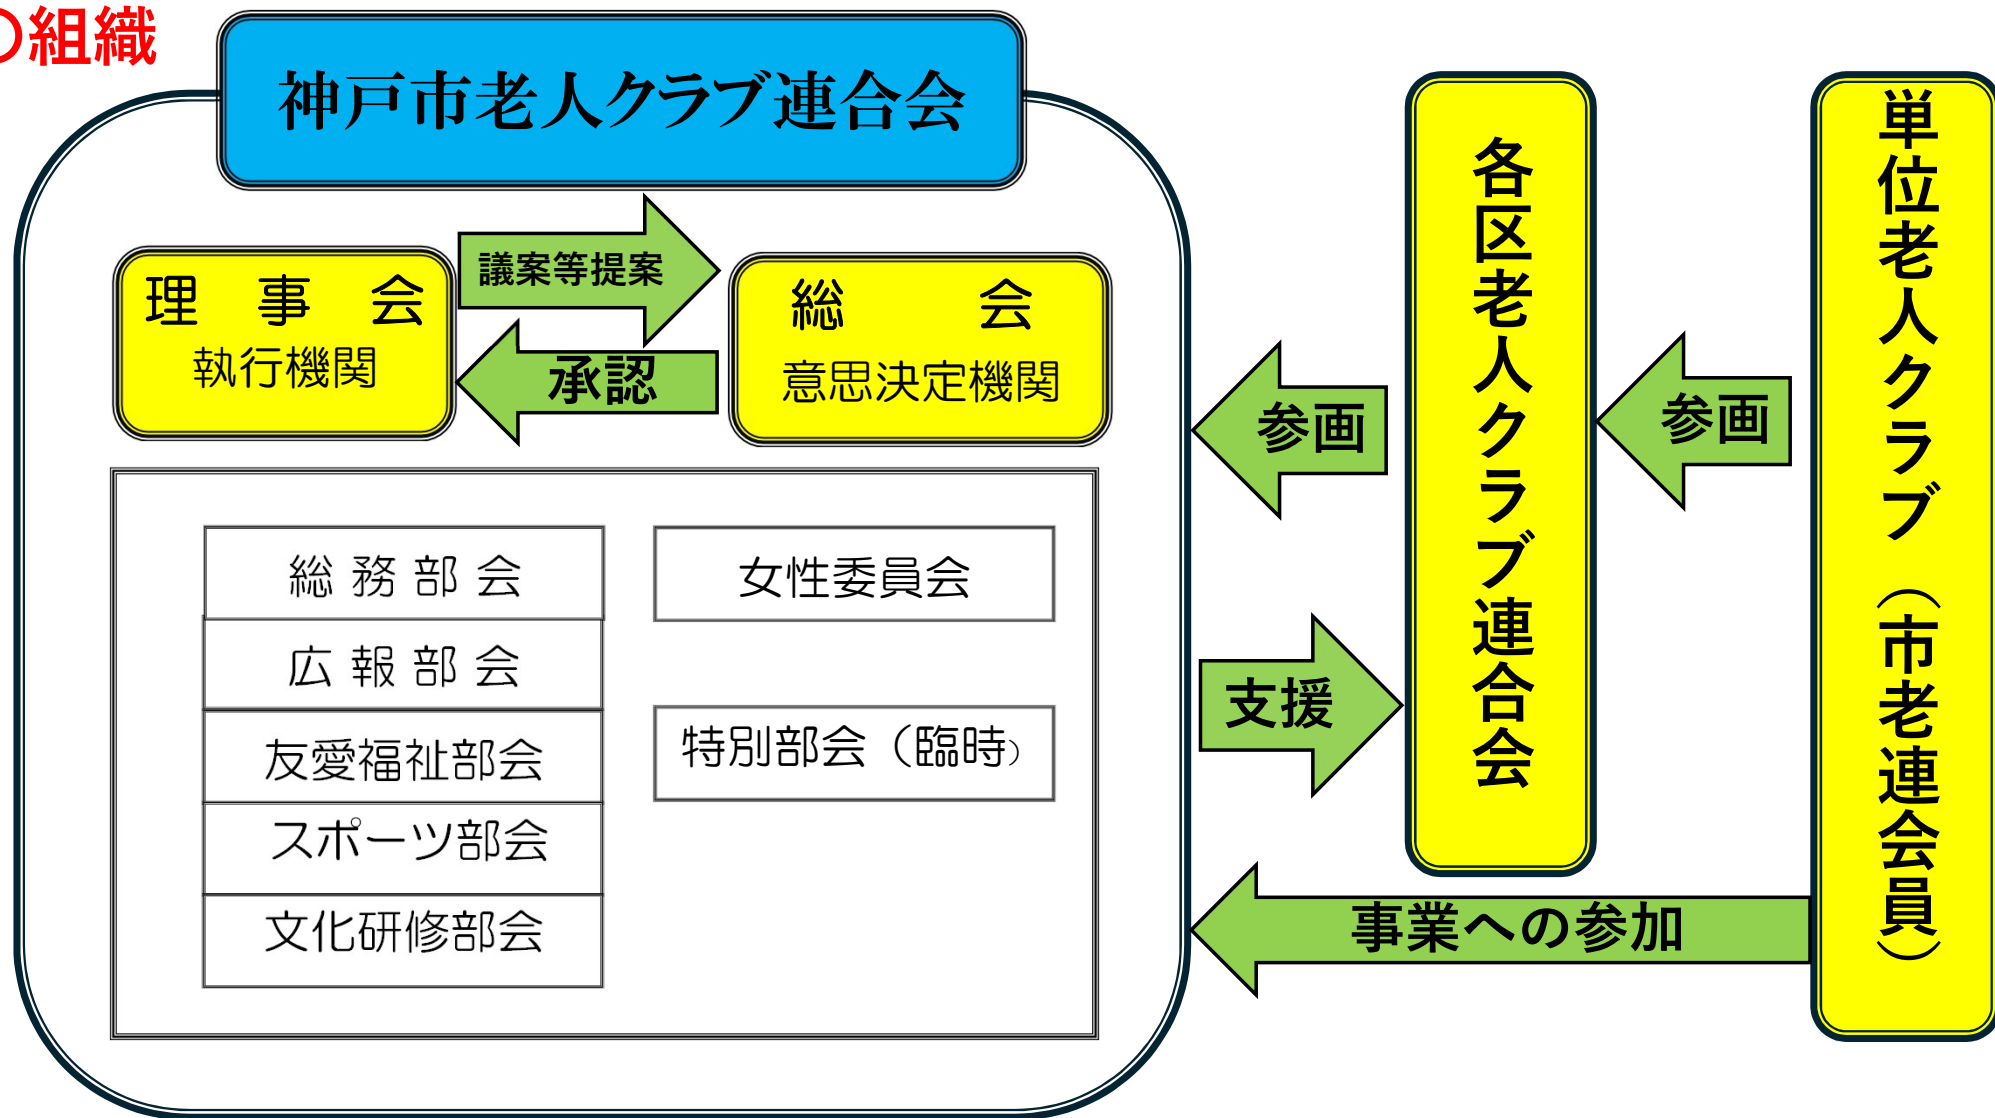 〇組織
神戸市老人クラブ連合会
理 事 会
執行機関
議案等提案
承認
総 会
意思決定機関
総務部会
広報部会
友愛福祉部会
スポーツ部会
文化研修部会
女性委員会
特別部会（臨時）
参画
支援
各区老人クラブ連合会
参画
事業への参加
単位老人クラブ（市老連会員）